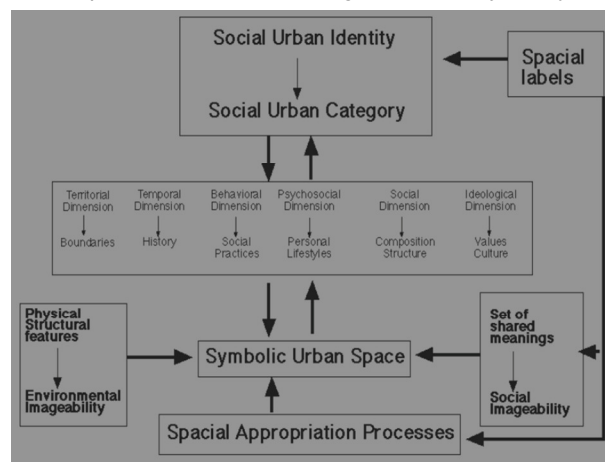 Social Urban Identity
Social Urban Category
Spacial
labels
Territorial
Dimension
Boundaries
Temporal
Dimension
History
Behavioral
Dimension
Social
Practices
Psychosocial
Dimension
Personal
Lifestyles
Social
Dimension
Composition
Structure
Ideological
Dimension
Values
Culture
Physical
Structural
features
Environmental
Imageability
Symbolic Urban Space
Set of
shared
meanings
Social
Imageability
Spacial Appropriation Processes